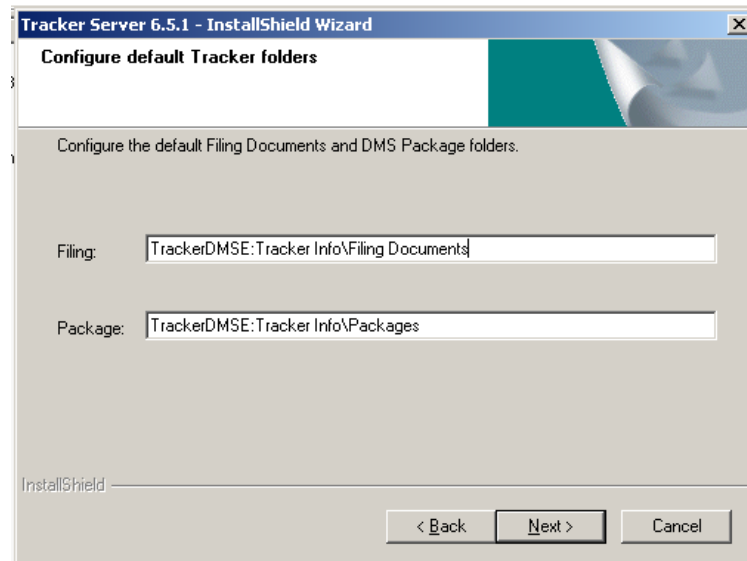 Tracker Server 6.5.1 - InstallShield Wizard
Configure default Tracker folders
Configure the default Filing Documents and DMS Package folders.
Filing: TrackerDMSE:Tracker Info\Filing Documents
Package: TrackerDMSE:Tracker Info\Packages
InstallShield
< Back Next > Cancel